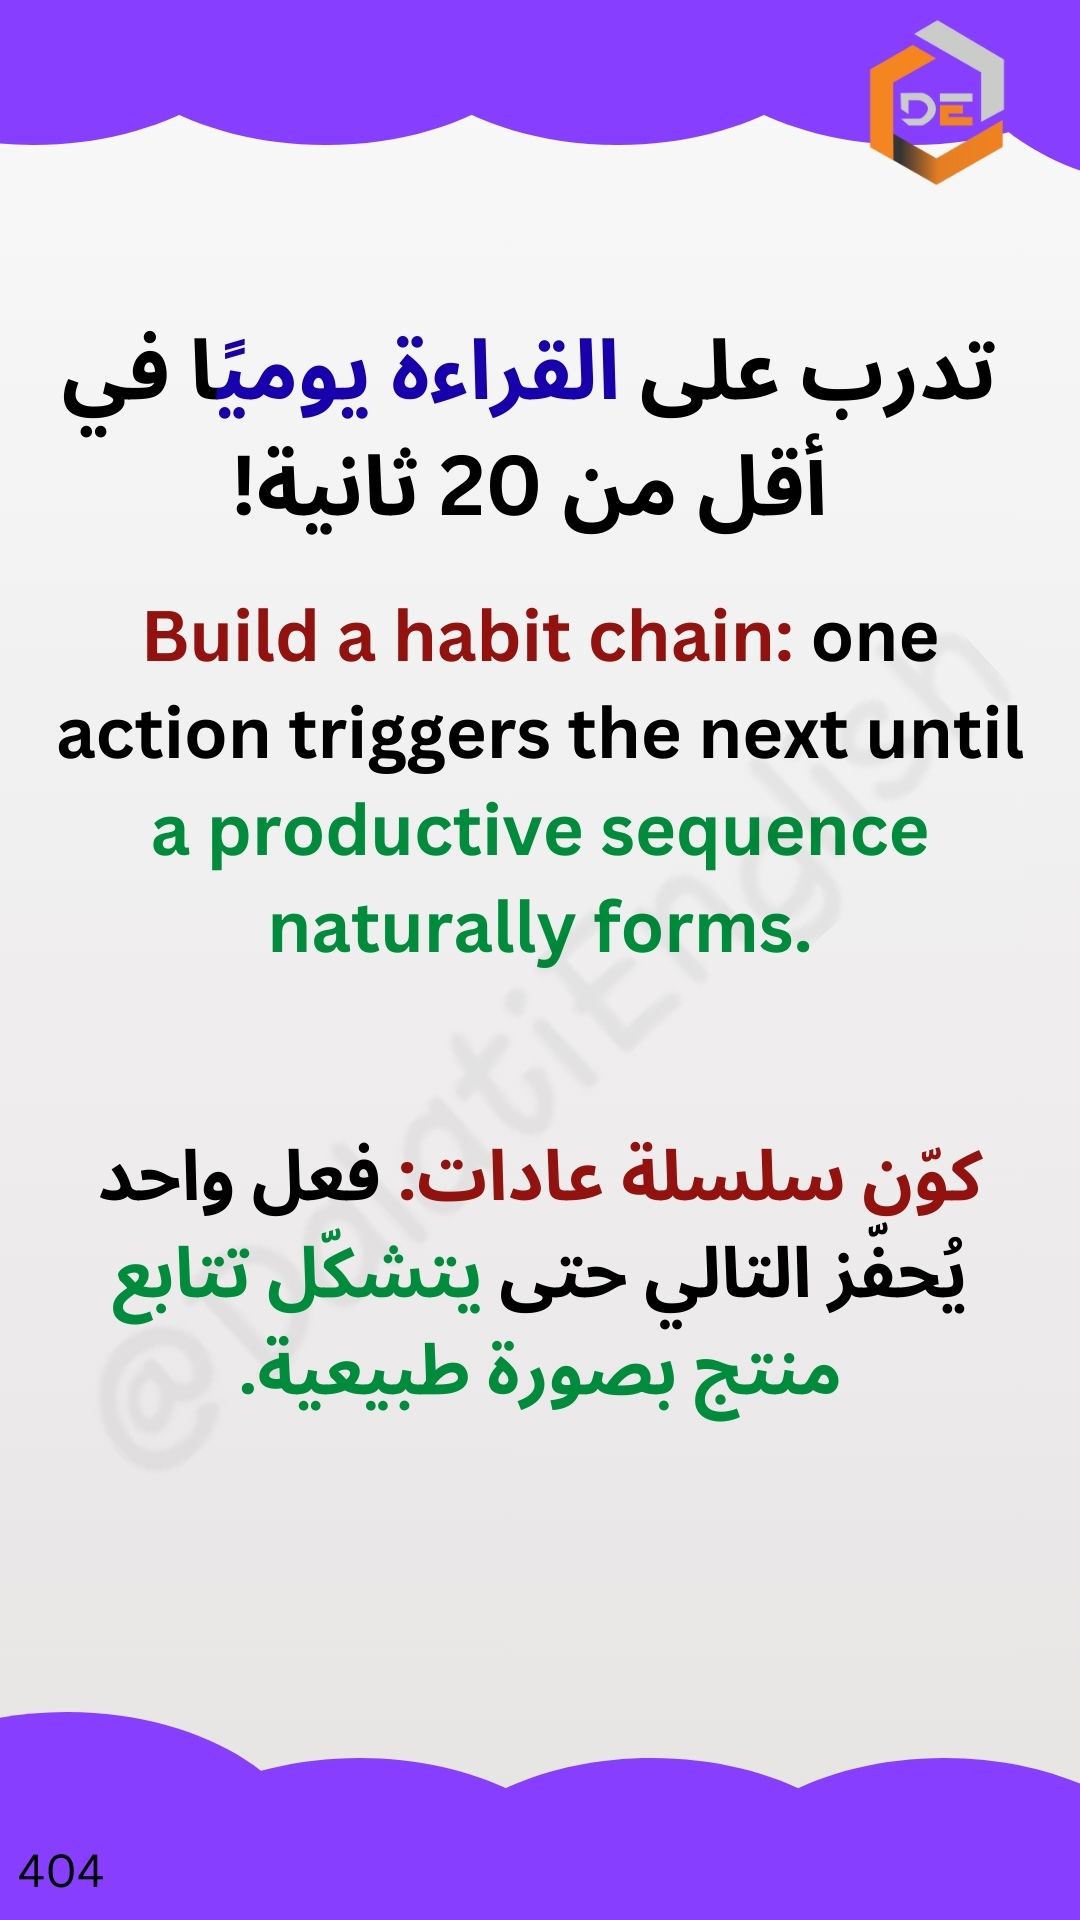 DE
تدرب على القراءة يوميًا في
أقل من 20 ثانية!
Build a habit chain: one
action triggers the next until
a productive sequence
naturally forms.
كوّن سلسلة عادات: فعل واحد
يُحفّز التالي حتى يتشكّل تتابع
منتج بصورة طبيعية.
@DalatiEnglish
404